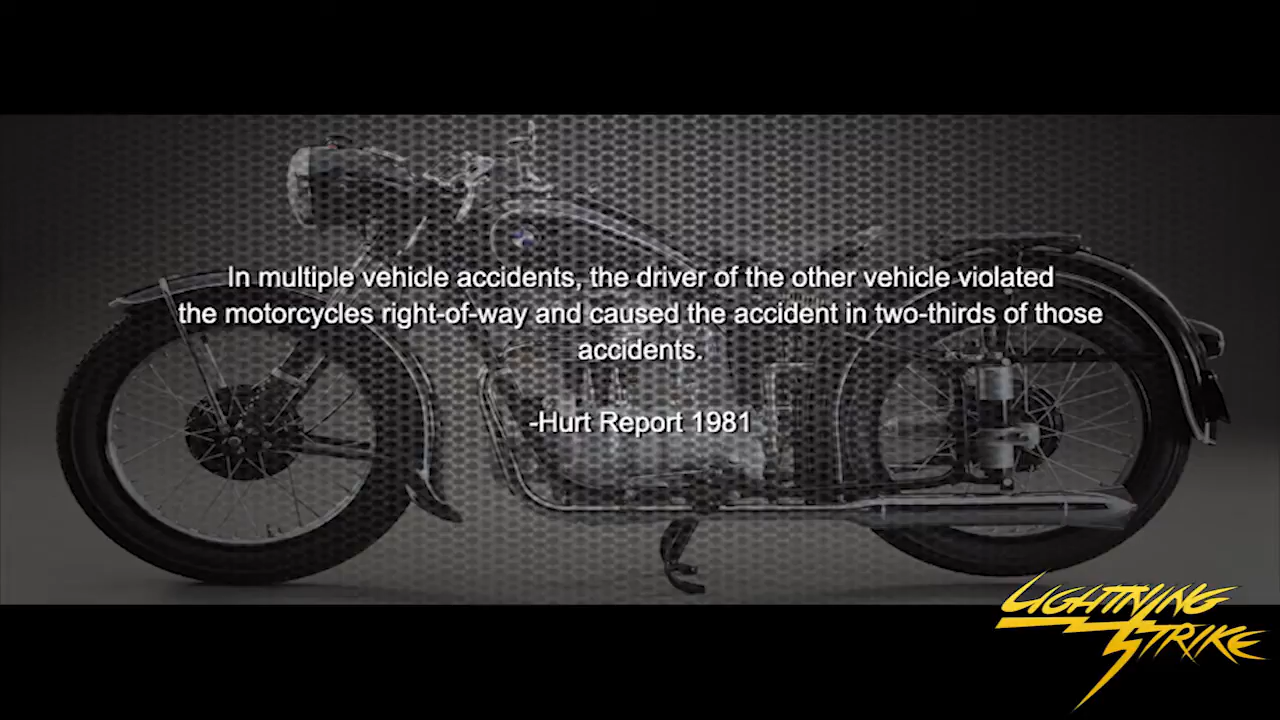 In multiple vehicle accidents, the driver of the other vehicle violated
the motorcycles right-of-way and caused the accident in two-thirds of those
accidents.
-Hurt Report 1981
LIGHTNING
STRIKE